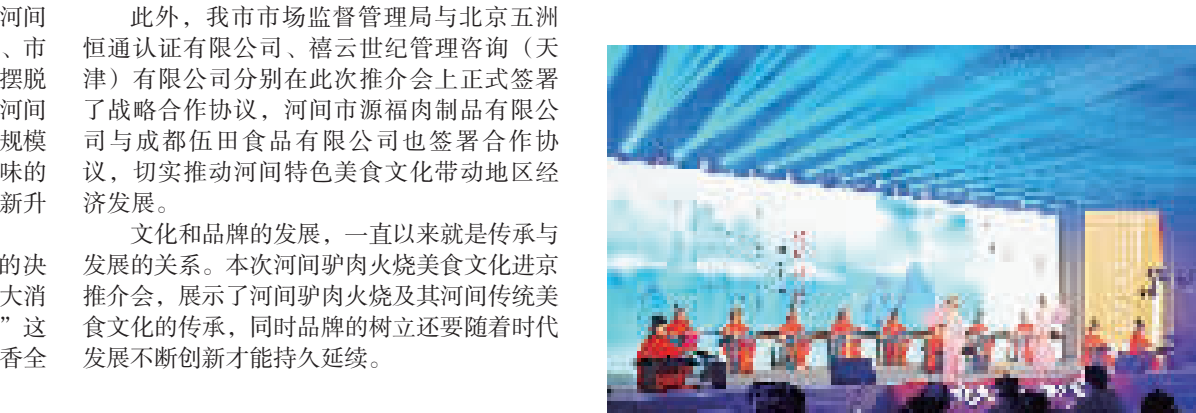 河间
、市
摆脱
河间
规模
味的
新升
的决
大消
”这
香全
此外，我市市场监督管理局与北京五洲
恒通认证有限公司、禧云世纪管理咨询（天
津）有限公司分别在此次推介会上正式签署
了战略合作协议，河间市源福肉制品有限公
司与成都伍田食品有限公司也签署合作协
议，切实推动河间特色美食文化带动地区经
济发展。
文化和品牌的发展，一直以来就是传承与
发展的关系。本次河间驴肉火烧美食文化进京
推介会，展示了河间驴肉火烧及其河间传统美
食文化的传承，同时品牌的树立还要随着时代
发展不断创新才能持久延续。